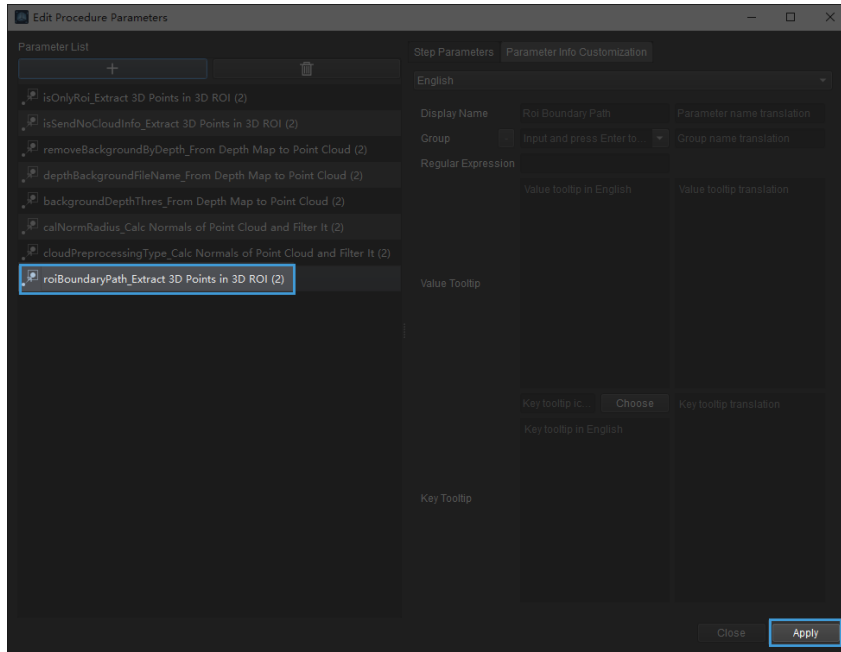 Edit Procedure Parameters
Parameter List
Step Parameters Parameter Info Customization
English
isOnlyRoi_Extract 3D Points in 3D ROI (2)
isSendNoCloudInfo_Extract 3D Points in 3D ROI (2)
removeBackgroundByDepth_From Depth Map to Point Cloud (2)
depthBackgroundFileName_From Depth Map to Point Cloud (2)
backgroundDepthThres_From Depth Map to Point Cloud (2)
calNormRadius_Calc Normals of Point Cloud and Filter It (2)
cloudPreprocessingType_Calc Normals of Point Cloud and Filter It (2)
roiBoundaryPath_Extract 3D Points in 3D ROI (2)
Display Name Roi Boundary Path Parameter name translation
Group Input and press Enter to... Group name translation
Regular Expression
Value tooltip in English Value tooltip translation
Value Tooltip
Key tooltip ic... Choose Key tooltip translation
Key tooltip in English
Key Tooltip
Close Apply